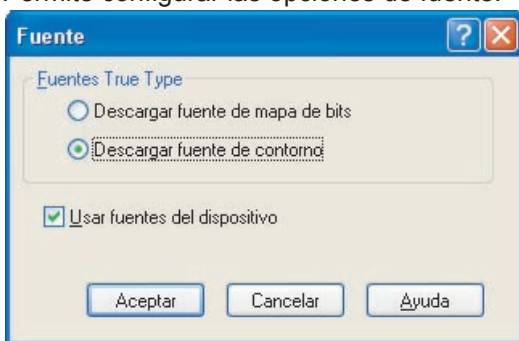 Permite configurar las opciones de fuente.
Fuente
Fuentes True Type
Descargar fuente de mapa de bits
Descargar fuente de contorno
Usar fuentes del dispositivo
Aceptar Cancelar Ayuda